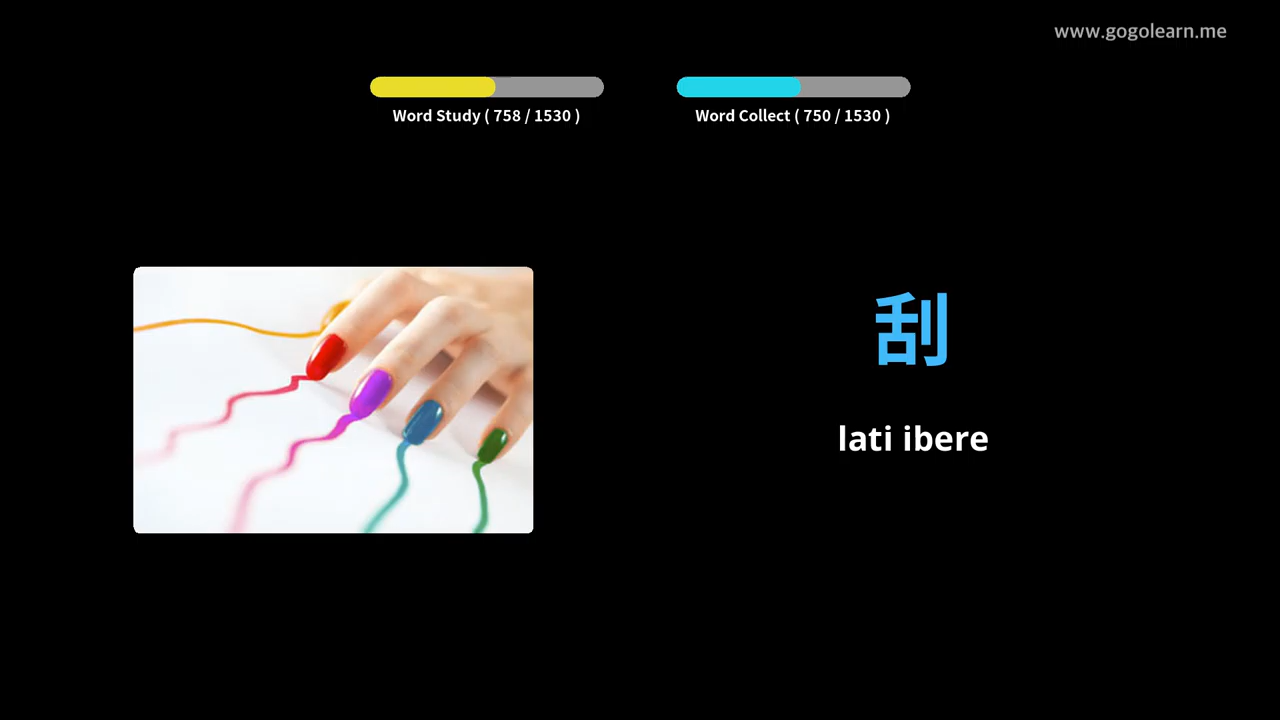 www.gogolearn.me
Word Study ( 758 / 1530 )
Word Collect ( 750 / 1530 )
刮
lati ibere